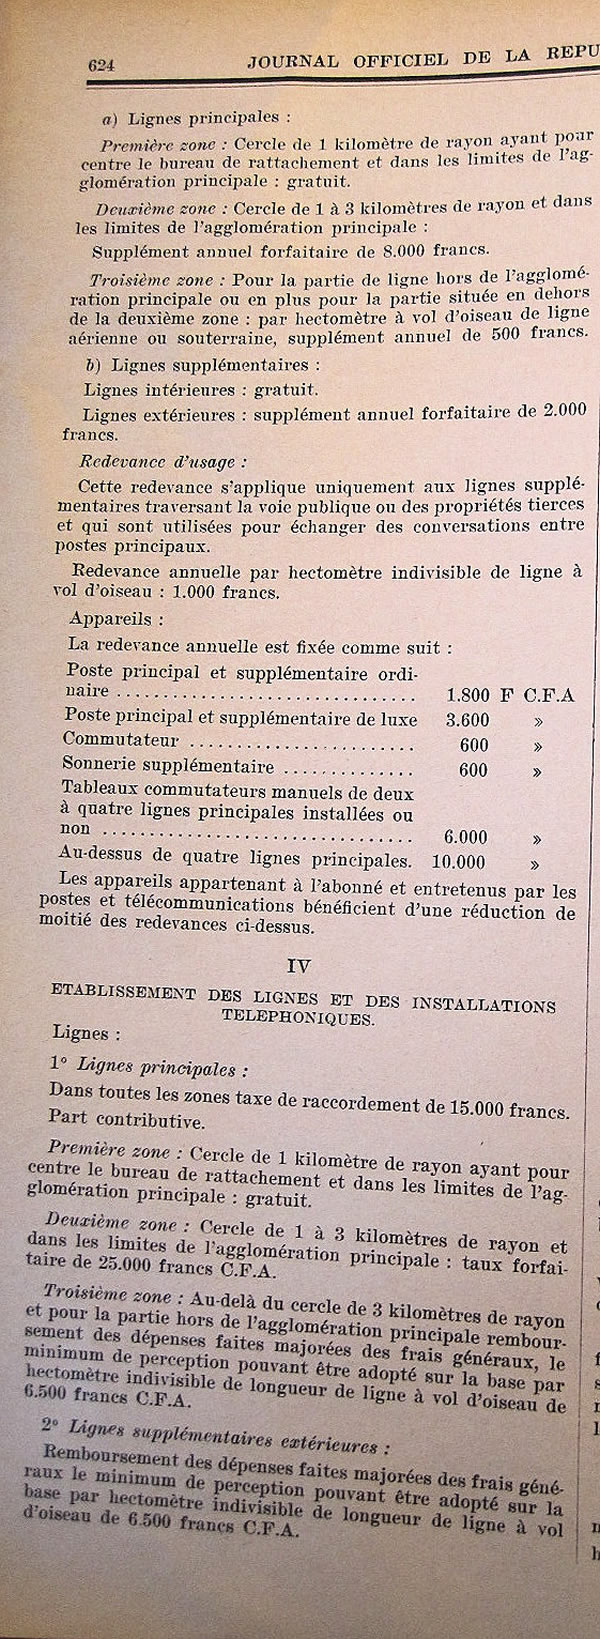 624 JOURNAL OFFICIEL DE LA REPU
a) Lignes principales :
Première zone : Cercle de 1 kilomètre de rayon ayant pour
centre le bureau de rattachement et dans les limites de l'ag-
glomération principale : gratuit.
Deuxième zone : Cercle de 1 à 3 kilomètres de rayon et dans
les limites de l'agglomération principale :
Supplément annuel forfaitaire de 8.000 francs.
Troisième zone : Pour la partie de ligne hors de l'agglomé-
ration principale ou en plus pour la partie située en dehors
de la deuxième zone : par hectomètre à vol d'oiseau de ligne
aérienne ou souterraine, supplément annuel de 500 francs.
b) Lignes supplémentaires :
Lignes intérieures : gratuit.
Lignes extérieures : supplément annuel forfaitaire de 2.000
francs.
Redevance d'usage :
Cette redevance s'applique uniquement aux lignes supplé-
mentaires traversant la voie publique ou des propriétés tierces
et qui sont utilisées pour échanger des conversations entre
postes principaux.
Redevance annuelle par hectomètre indivisible de ligne à
vol d'oiseau : 1.000 francs.
Appareils :
La redevance annuelle est fixée comme suit :
Poste principal et supplémentaire ordi-
naire ................................ 1.800 F C.F.A
Poste principal et supplémentaire de luxe 3.600 »
Commutateur ........................ 600 »
Sonnerie supplémentaire .............. 600 »
Tableaux commutateurs manuels de deux
à quatre lignes principales installées ou
non ................................. 6.000 »
Au-dessus de quatre lignes principales. 10.000 »
Les appareils appartenant à l'abonné et entretenus par les
postes et télécommunications bénéficient d'une réduction de
moitié des redevances ci-dessus.
IV
ETABLISSEMENT DES LIGNES ET DES INSTALLATIONS
TELEPHONIQUES.
Lignes :
1° Lignes principales :
Dans toutes les zones taxe de raccordement de 15.000 francs.
Part contributive.
Première zone : Cercle de 1 kilomètre de rayon ayant pour
centre le bureau de rattachement et dans les limites de l'ag-
glomération principale : gratuit.
Deuxième zone : Cercle de 1 à 3 kilomètres de rayon et
dans les limites de l'agglomération principale : taux forfai-
taire de 25.000 francs C.F.A.
Troisième zone : Au-delà du cercle de 3 kilomètres de rayon
et pour la partie hors de l'agglomération principale rembour-
sement des dépenses faites majorées des frais généraux, le
minimum de perception pouvant être adopté sur la base par
hectomètre indivisible de longueur de ligne à vol d'oiseau de
6.500 francs C.F.A.
2° Lignes supplémentaires extérieures :
Remboursement des dépenses faites majorées des frais géné-
raux le minimum de perception pouvant être adopté sur la
base par hectomètre indivisible de longueur de ligne à vol
d'oiseau de 6.500 francs C.F.A.